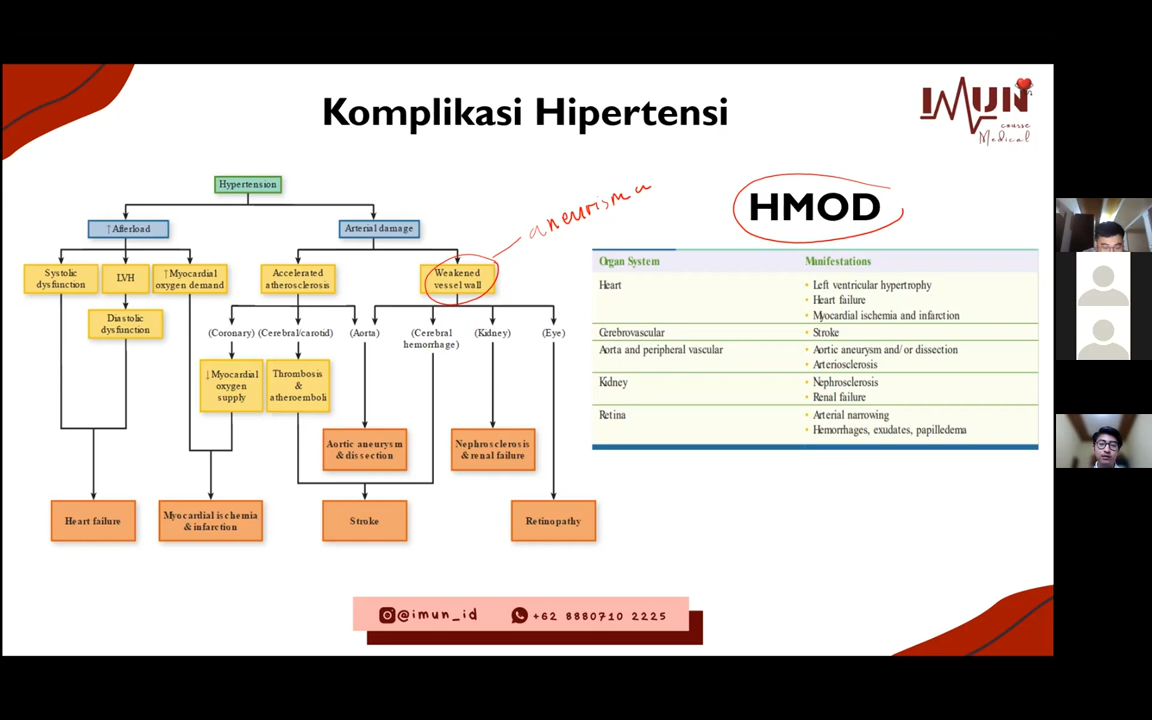 Komplikasi Hipertensi
IMUN
course
Medical
Hypertension
aneurisma
HMOD
↑ Afterload
Arterial damage
Systolic
dysfunction
LVH
↑ Myocardial
oxygen demand
Accelerated
atherosclerosis
Weakened
vessel wall
Diastolic
dysfunction
(Coronary)
(Cerebral/carotid)
(Aorta)
(Cerebral
hemorrhage)
(Kidney)
(Eye)
↓ Myocardial
oxygen
supply
Thrombosis
&
atheroemboli
Aortic aneurysm
& dissection
Nephrosclerosis
& renal failure
Heart failure
Myocardial ischemia
& infarction
Stroke
Retinopathy
Organ System Manifestations
Heart • Left ventricular hypertrophy
• Heart failure
• Myocardial ischemia and infarction
Cerebrovascular • Stroke
Aorta and peripheral vascular • Aortic aneurysm and/or dissection
• Arteriosclerosis
Kidney • Nephrosclerosis
• Renal failure
Retina • Arterial narrowing
• Hemorrhages, exudates, papilledema
@imun_id +62 8880710 2225